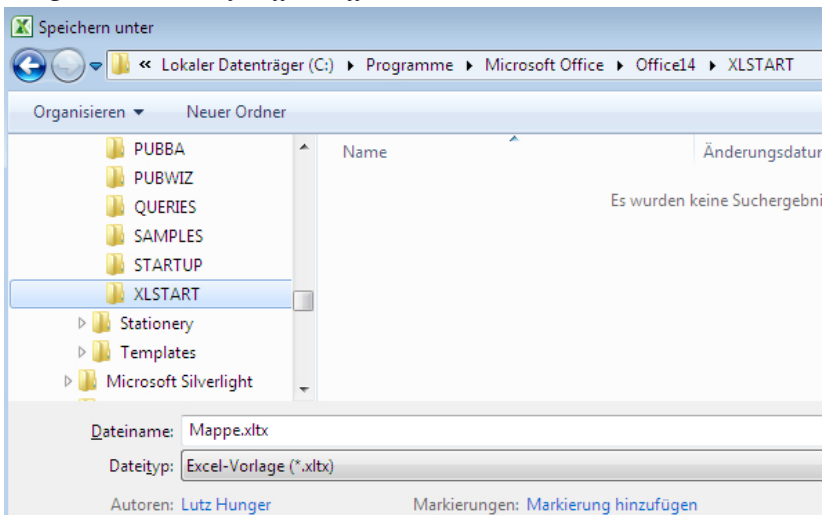 Speichern unter
« Lokaler Datenträger (C:) ▸ Programme ▸ Microsoft Office ▸ Office14 ▸ XLSTART
Organisieren ▾ Neuer Ordner
PUBBA
PUBWIZ
QUERIES
SAMPLES
STARTUP
XLSTART
Stationery
Templates
Microsoft Silverlight
Name Änderungsdatum
Es wurden keine Suchergebni
Dateiname: Mappe.xltx
Dateityp: Excel-Vorlage (*.xltx)
Autoren: Lutz Hunger Markierungen: Markierung hinzufügen